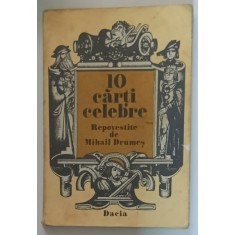 10
cărți
celebre
Repovestite
de
Mihail Drumeș
Dacia